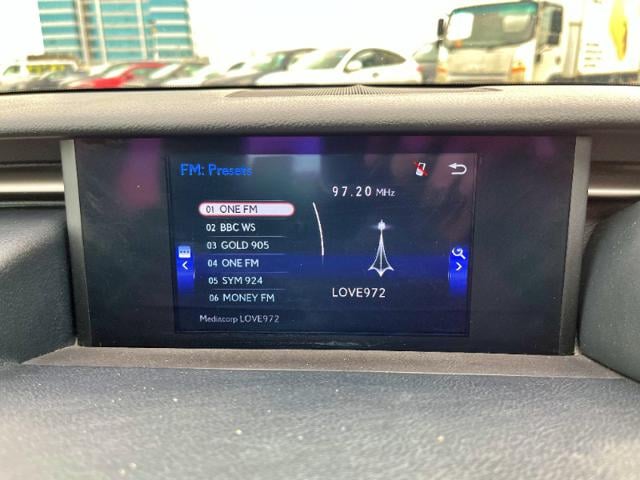 FM: Presets
97.20 MHz
01 ONE FM
02 BBC WS
03 GOLD 905
04 ONE FM
05 SYM 924
06 MONEY FM
LOVE972
Mediacorp LOVE972